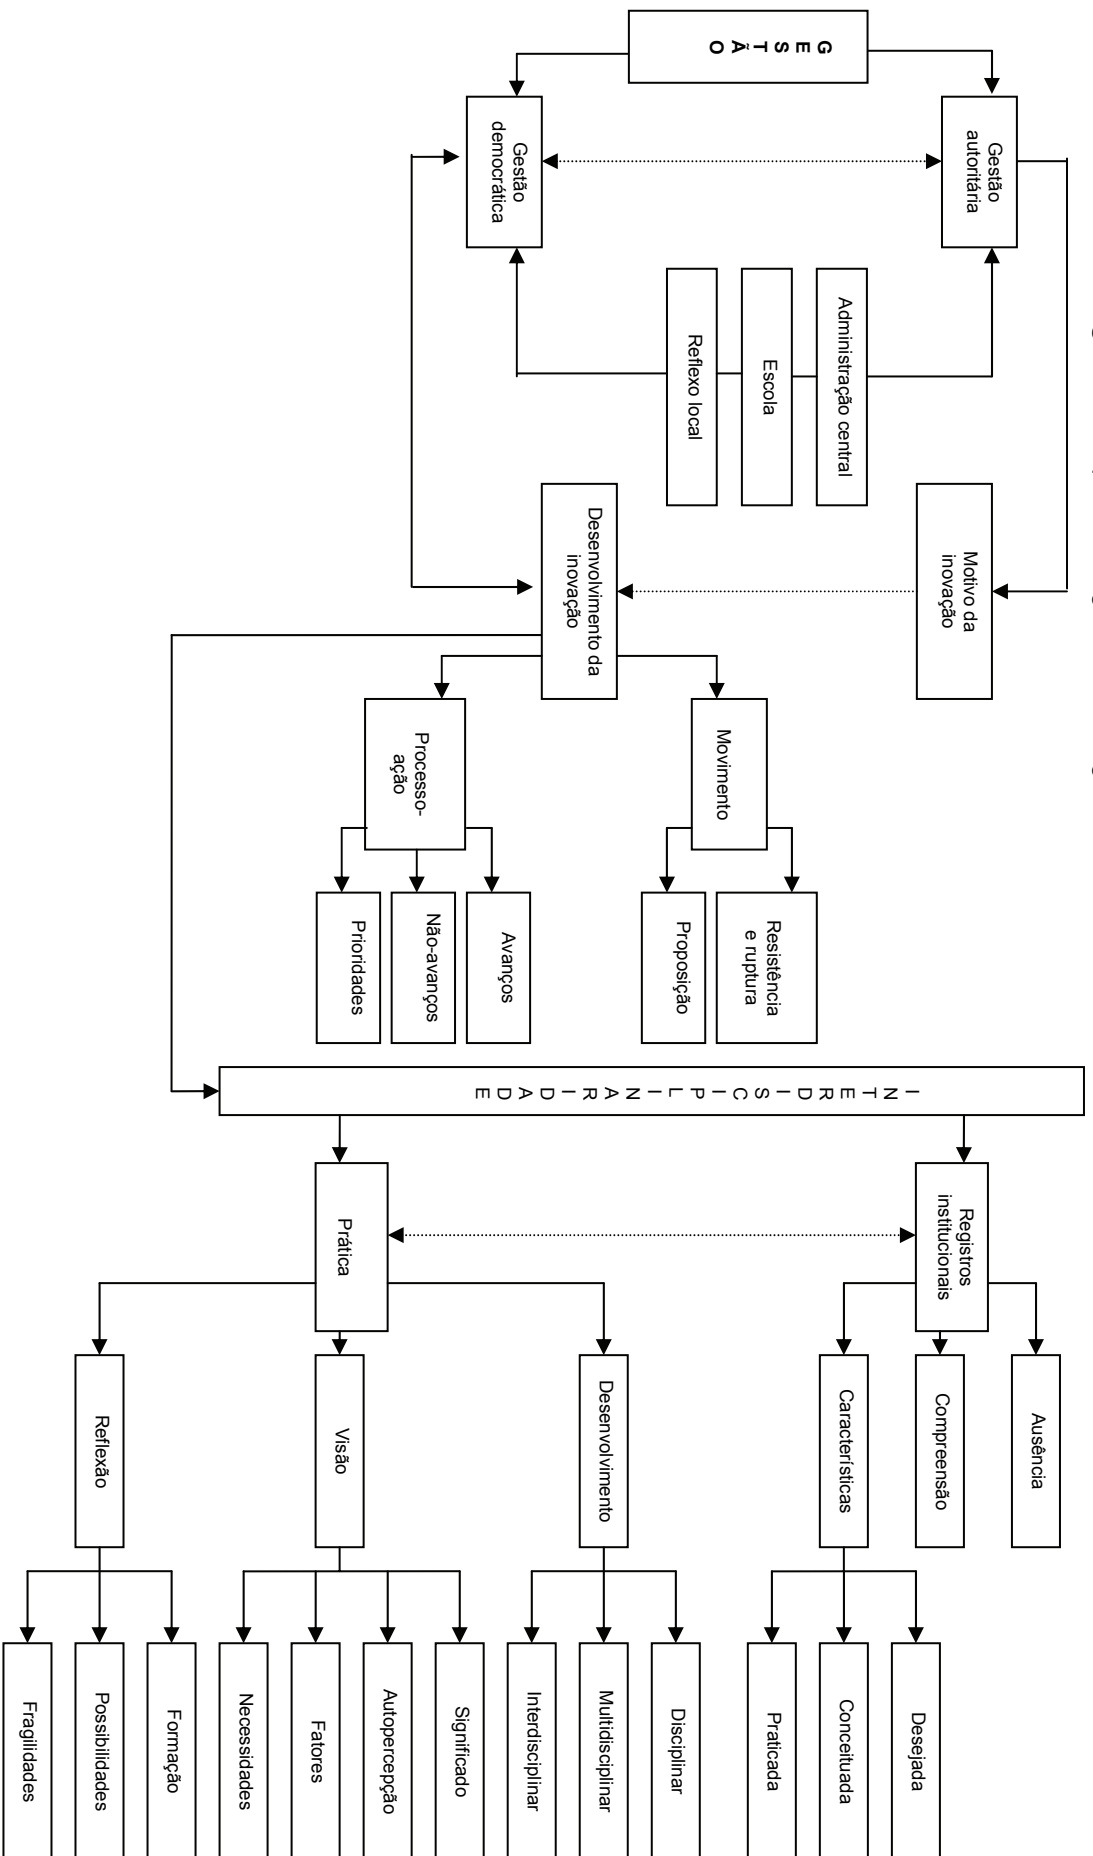 G E S T Ã O
Gestão
autoritária
Gestão
democrática
Administração central
Escola
Reflexo local
Motivo da
inovação
Desenvolvimento da
inovação
Movimento
Processo-
ação
Resistência
e ruptura
Proposição
Avanços
Não-avanços
Prioridades
I N T E R D I S C I P L I N A R I D A D E
Registros
institucionais
Prática
Ausência
Compreensão
Características
Desenvolvimento
Visão
Reflexão
Desejada
Conceituada
Praticada
Disciplinar
Multidisciplinar
Interdisciplinar
Significado
Autopercepção
Fatores
Necessidades
Formação
Possibilidades
Fragilidades